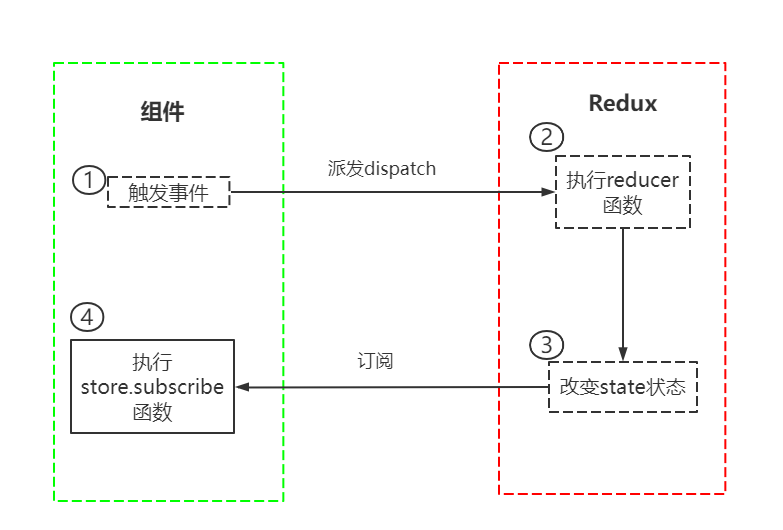 组件
Redux
①
触发事件
派发dispatch
②
执行reducer
函数
③
改变state状态
订阅
④
执行
store.subscribe
函数